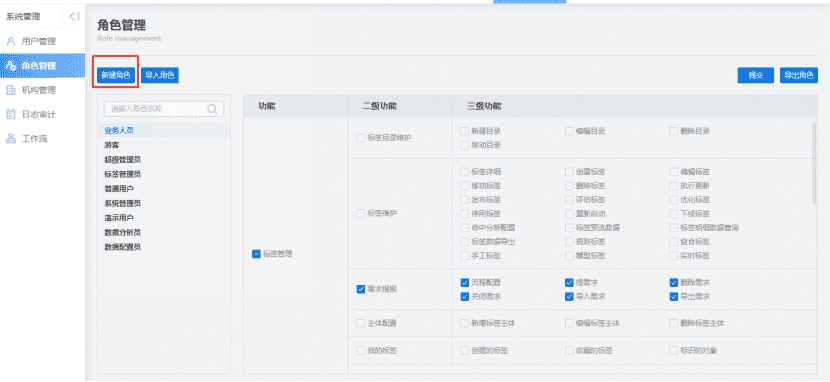 系统管理
用户管理
角色管理
机构管理
日志审计
工作流
角色管理
Role management
新建角色 导入角色 提交 导出角色
请输入角色名称
业务人员
游客
超级管理员
标签管理员
普通用户
系统管理员
演示用户
数据分析员
数据配置员
功能 二级功能 三级功能
标签管理
标签目录维护 新建目录 编辑目录 删除目录
移动目录
标签维护
标签详细 创建标签 编辑标签
移动标签 删除标签 执行更新
发布标签 评估标签 优化标签
停用标签 重新启动 下线标签
命中分析配置 标签预览数据 标签明细数据查询
标签数据导出 规则标签 组合标签
手工标签 模型标签 实时标签
需求提报 流程配置 提需求 删除需求
关闭需求 导入需求 导出需求
主体配置 新增标签主体 编辑标签主体 删除标签主体
我的标签 创建的标签 收藏的标签 标识的对象